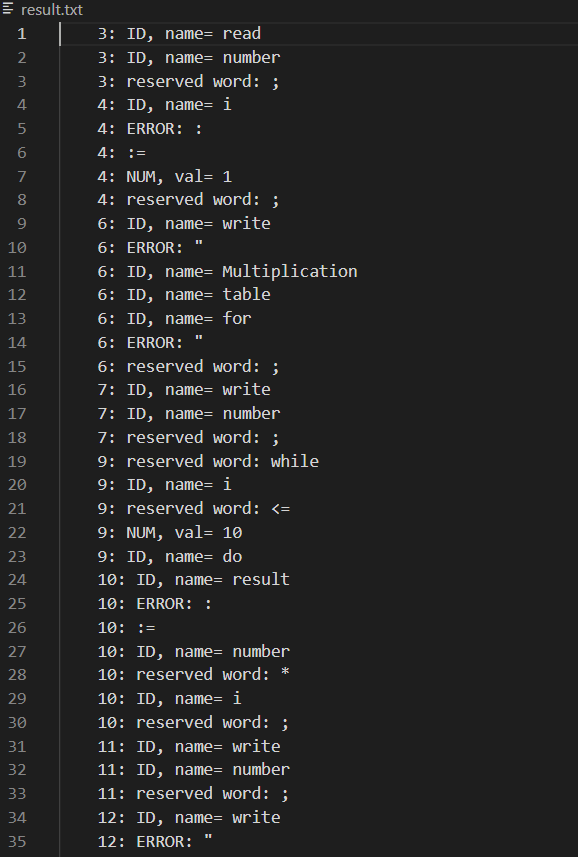 result.txt
1 3: ID, name= read
2 3: ID, name= number
3 3: reserved word: ;
4 4: ID, name= i
5 4: ERROR: :
6 4: :=
7 4: NUM, val= 1
8 4: reserved word: ;
9 6: ID, name= write
10 6: ERROR: "
11 6: ID, name= Multiplication
12 6: ID, name= table
13 6: ID, name= for
14 6: ERROR: "
15 6: reserved word: ;
16 7: ID, name= write
17 7: ID, name= number
18 7: reserved word: ;
19 9: reserved word: while
20 9: ID, name= i
21 9: reserved word: <=
22 9: NUM, val= 10
23 9: ID, name= do
24 10: ID, name= result
25 10: ERROR: :
26 10: :=
27 10: ID, name= number
28 10: reserved word: *
29 10: ID, name= i
30 10: reserved word: ;
31 11: ID, name= write
32 11: ID, name= number
33 11: reserved word: ;
34 12: ID, name= write
35 12: ERROR: "